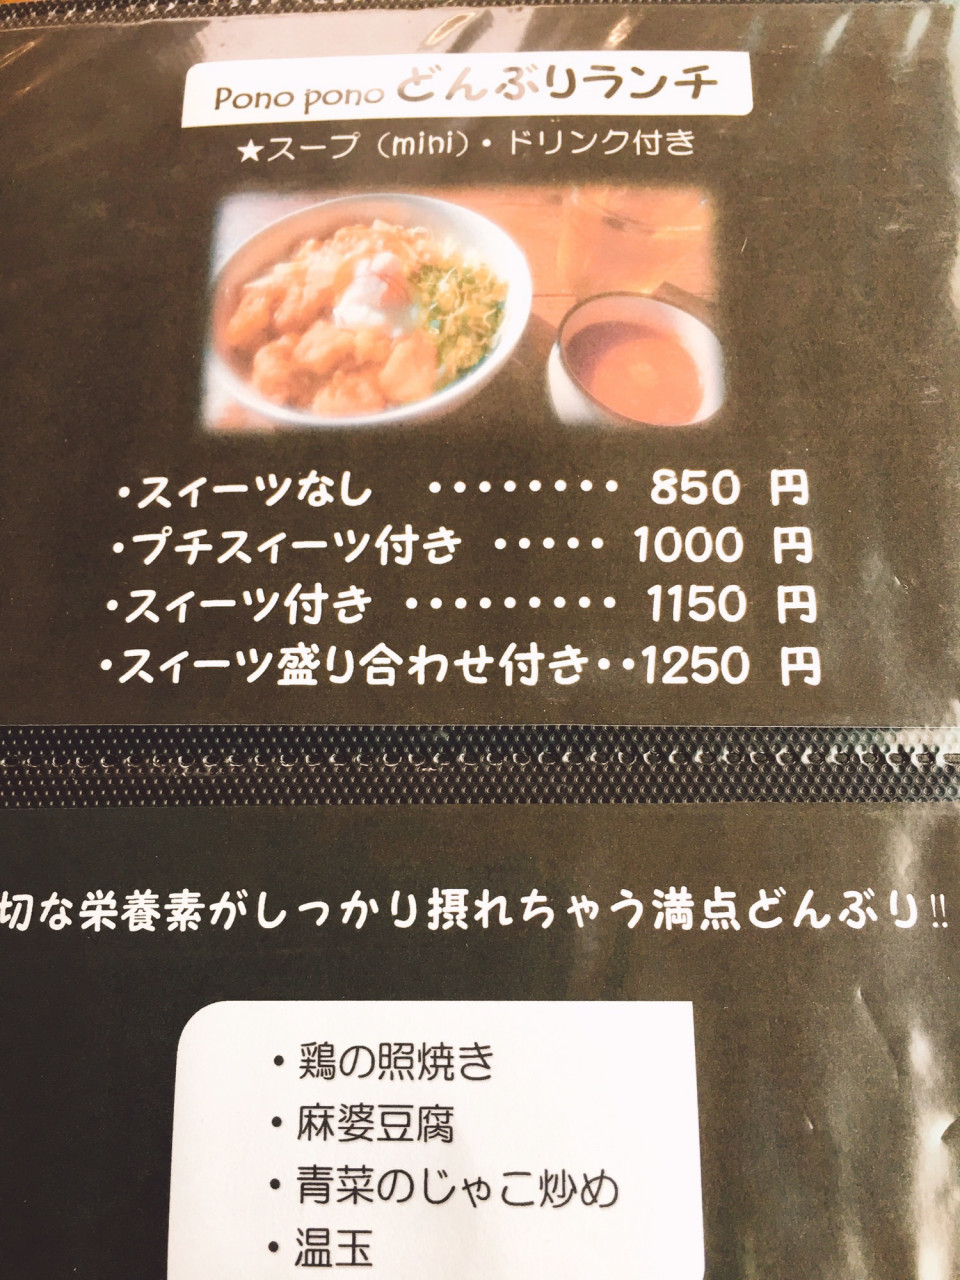 Pono pono どんぶりランチ
★スープ（mini）・ドリンク付き
・スイーツなし ・・・・・・・・ 850 円
・プチスイーツ付き ・・・・・ 1000 円
・スイーツ付き ・・・・・・・・・ 1150 円
・スイーツ盛り合わせ付き・・1250 円
切な栄養素がしっかり摂れちゃう満点どんぶり!!
・鶏の照焼き
・麻婆豆腐
・青菜のじゃこ炒め
・温玉